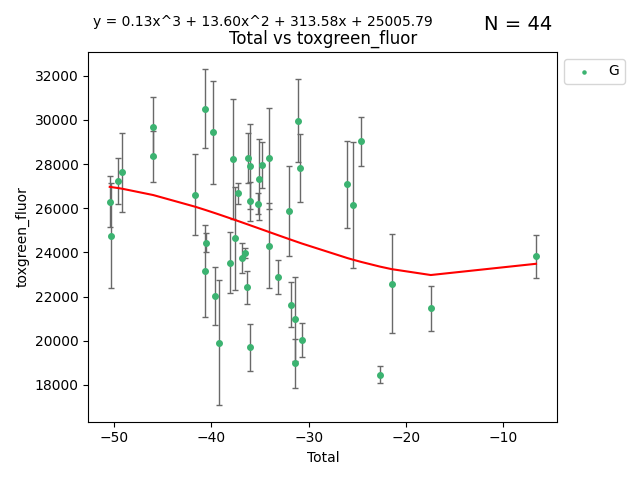 y = 0.13x^3 + 13.60x^2 + 313.58x + 25005.79
N = 44
Total vs toxgreen_fluor
G
32000
30000
28000
26000
24000
22000
20000
18000
toxgreen_fluor
−50
−40
−30
−20
−10
Total